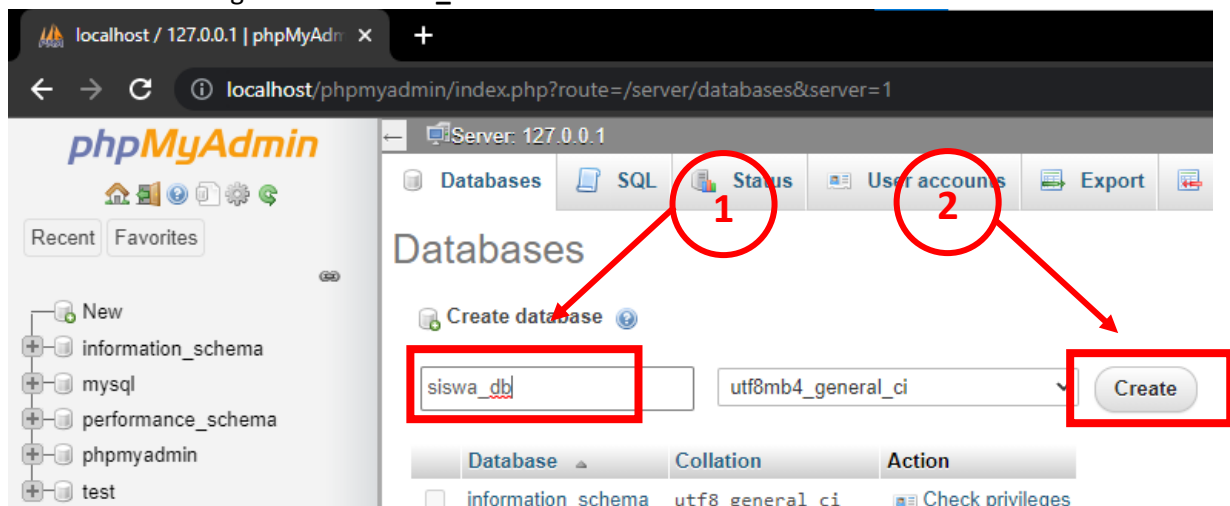 localhost / 127.0.0.1 | phpMyAdm
localhost/phpmyadmin/index.php?route=/server/databases&server=1
phpMyAdmin
Recent Favorites
New
information_schema
mysql
performance_schema
phpmyadmin
test
Server: 127.0.0.1
Databases SQL Status User accounts Export
1 2
Databases
Create database
siswa_db utf8mb4_general_ci Create
Database Collation Action
information_schema utf8_general_ci Check privileges